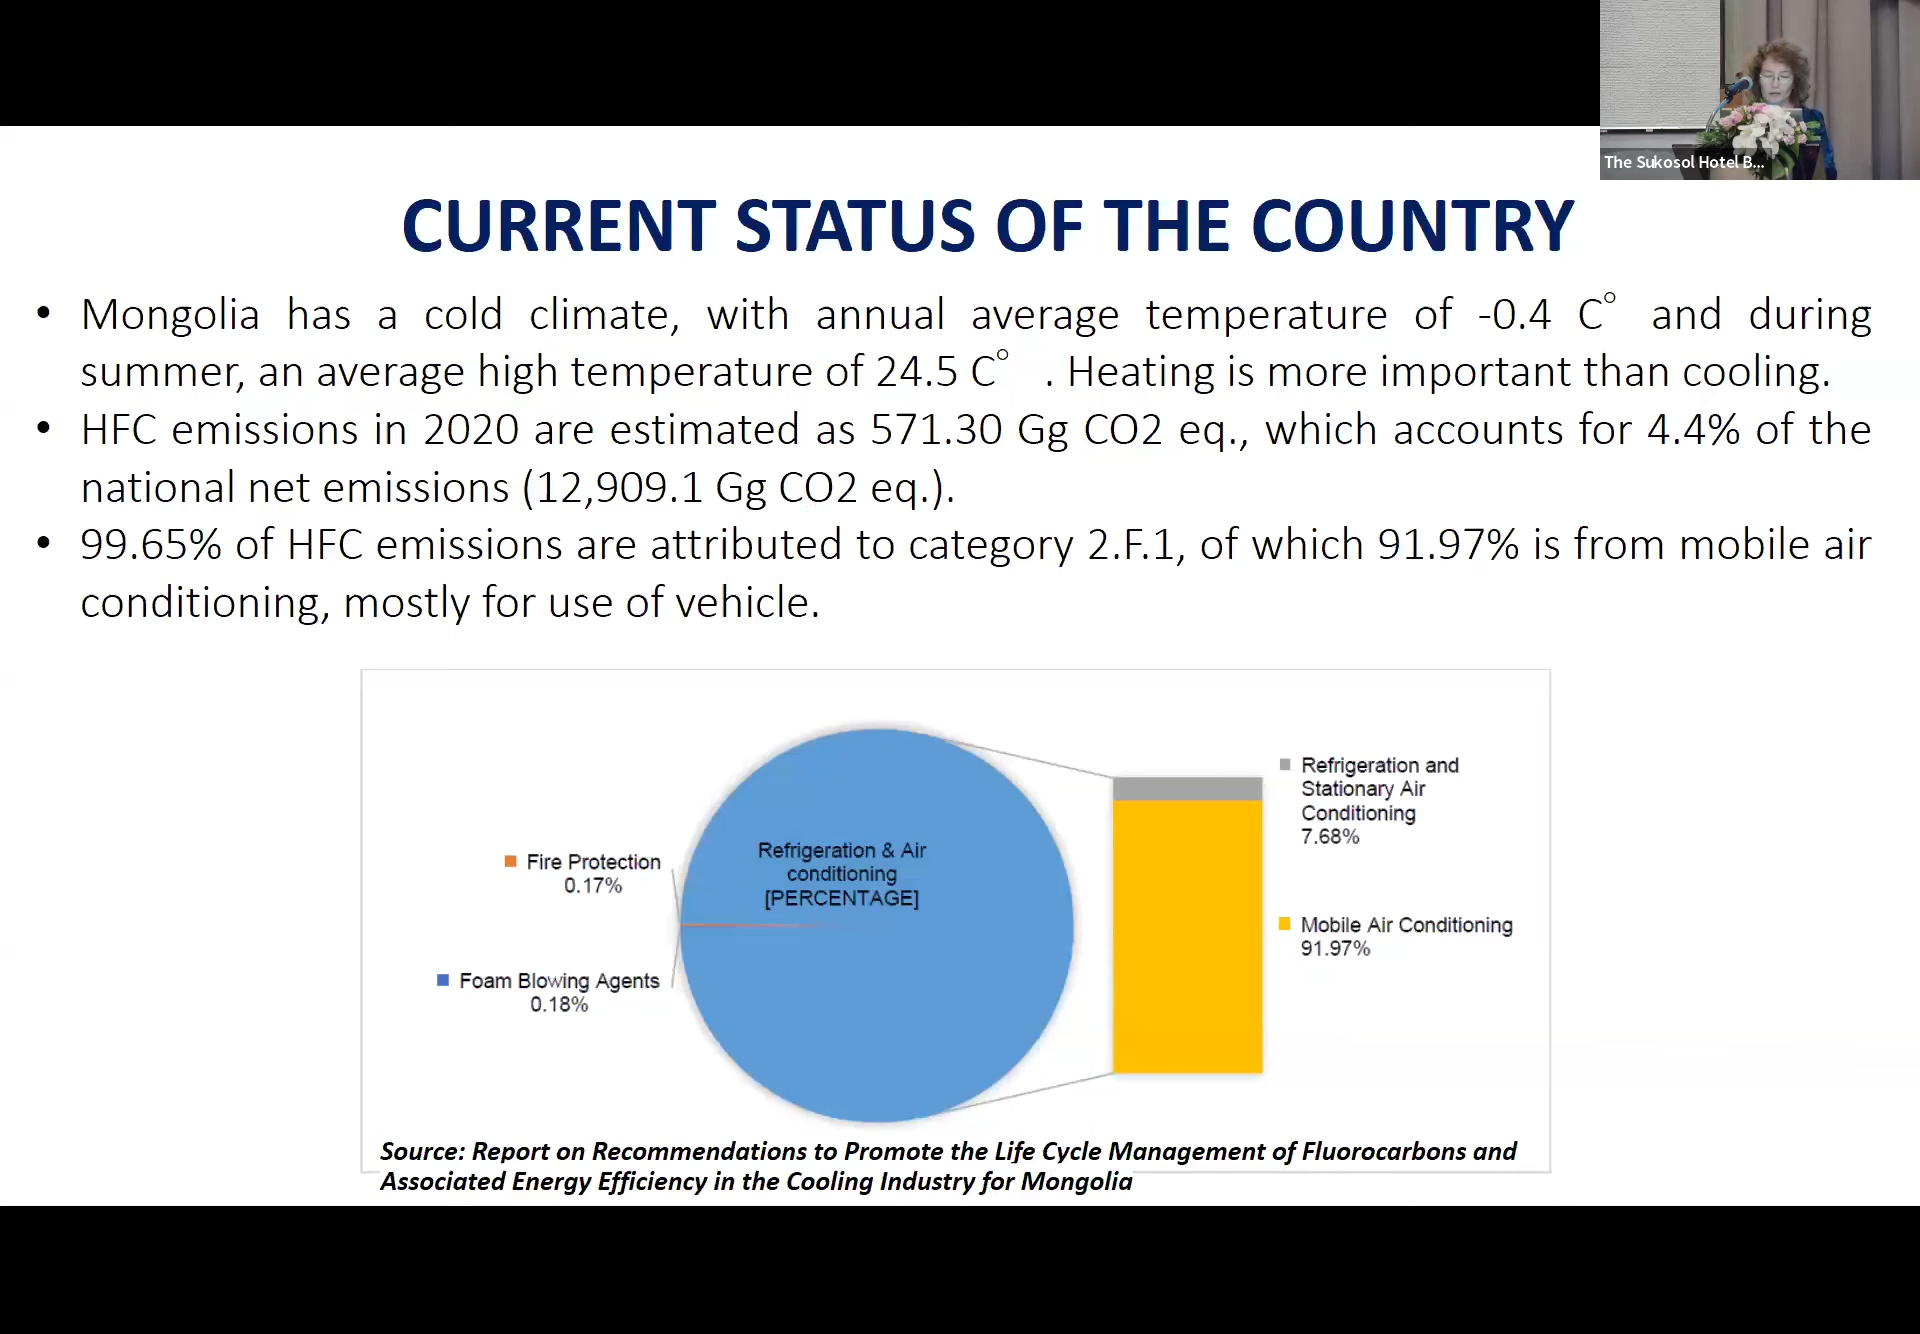 The Sukosol Hotel B...
CURRENT STATUS OF THE COUNTRY
• Mongolia has a cold climate, with annual average temperature of -0.4 C° and during
summer, an average high temperature of 24.5 C° . Heating is more important than cooling.
• HFC emissions in 2020 are estimated as 571.30 Gg CO2 eq., which accounts for 4.4% of the
national net emissions (12,909.1 Gg CO2 eq.).
• 99.65% of HFC emissions are attributed to category 2.F.1, of which 91.97% is from mobile air
conditioning, mostly for use of vehicle.
Fire Protection
0.17%
Foam Blowing Agents
0.18%
Refrigeration & Air
conditioning
[PERCENTAGE]
Refrigeration and
Stationary Air
Conditioning
7.68%
Mobile Air Conditioning
91.97%
Source: Report on Recommendations to Promote the Life Cycle Management of Fluorocarbons and
Associated Energy Efficiency in the Cooling Industry for Mongolia